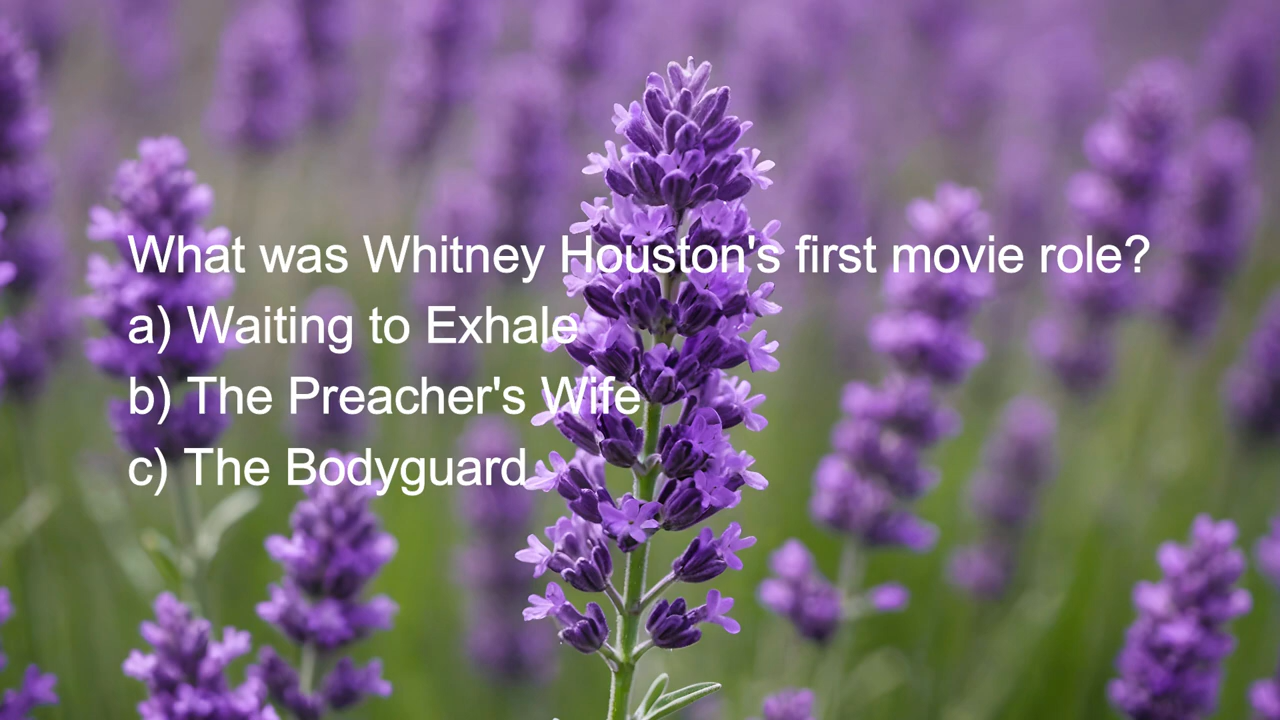 What was Whitney Houston's first movie role?
a) Waiting to Exhale
b) The Preacher's Wife
c) The Bodyguard